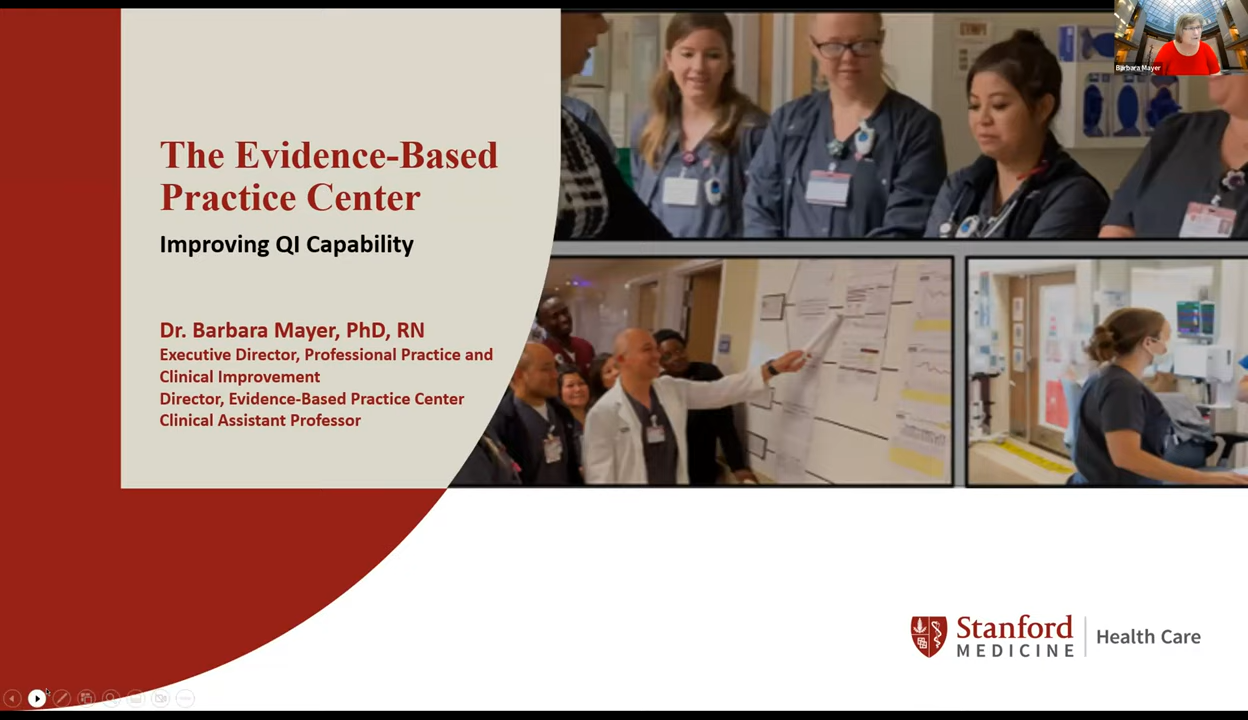 Barbara Mayer
The Evidence-Based
Practice Center
Improving QI Capability
Dr. Barbara Mayer, PhD, RN
Executive Director, Professional Practice and
Clinical Improvement
Director, Evidence-Based Practice Center
Clinical Assistant Professor
Stanford
MEDICINE
Health Care